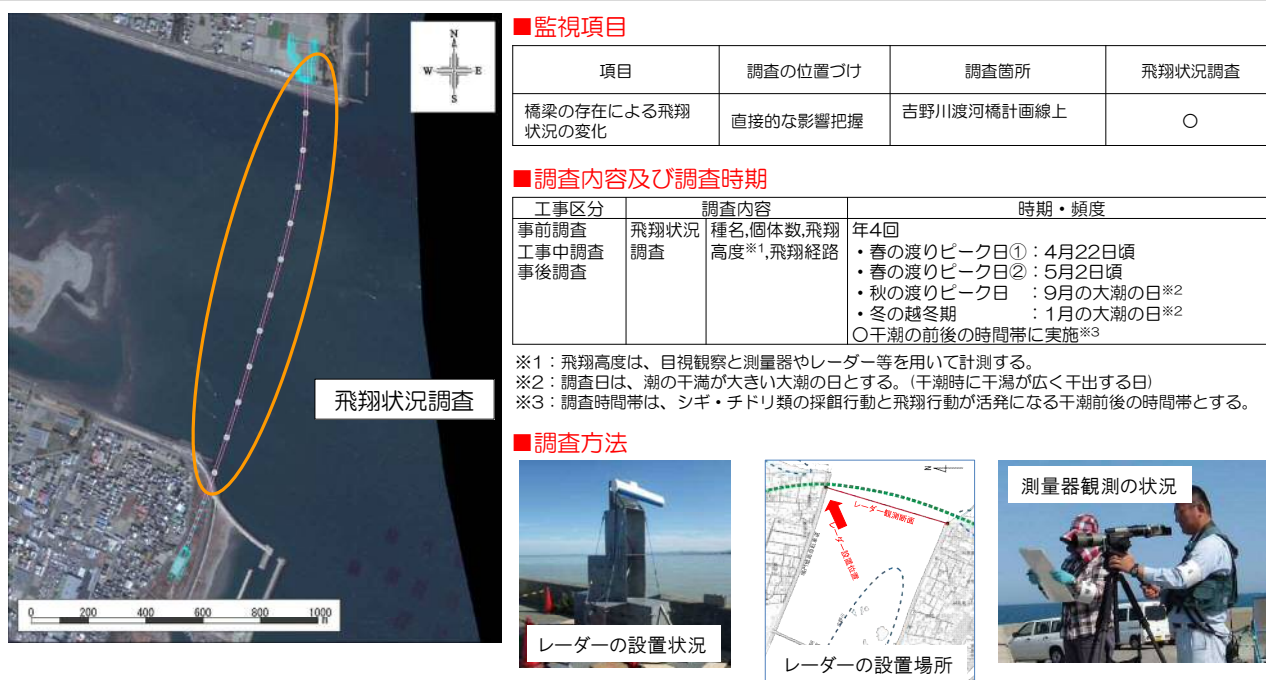 N
W E
S
飛翔状況調査
0 200 400 600 800 1000
m
■監視項目
項目 調査の位置づけ 調査箇所 飛翔状況調査
橋梁の存在による飛翔
状況の変化
直接的な影響把握
吉野川渡河橋計画線上
○
■調査内容及び調査時期
工事区分 調査内容 時期・頻度
事前調査 飛翔状況 種名,個体数,飛翔 年4回
工事中調査 調査 高度※1,飛翔経路 ・春の渡りピーク日①:4月22日頃
事後調査 ・春の渡りピーク日②:5月2日頃
・秋の渡りピーク日 :9月の大潮の日※2
・冬の越冬期 :1月の大潮の日※2
○干潮の前後の時間帯に実施※3
※1:飛翔高度は、目視観察と測量器やレーダー等を用いて計測する。
※2:調査日は、潮の干満が大きい大潮の日とする。(干潮時に干潟が広く干出する日)
※3:調査時間帯は、シギ・チドリ類の採餌行動と飛翔行動が活発になる干潮前後の時間帯とする。
■調査方法
レーダーの設置状況
N
レーダー観測断面
レーダー設置位置
レーダーの設置場所
測量器観測の状況